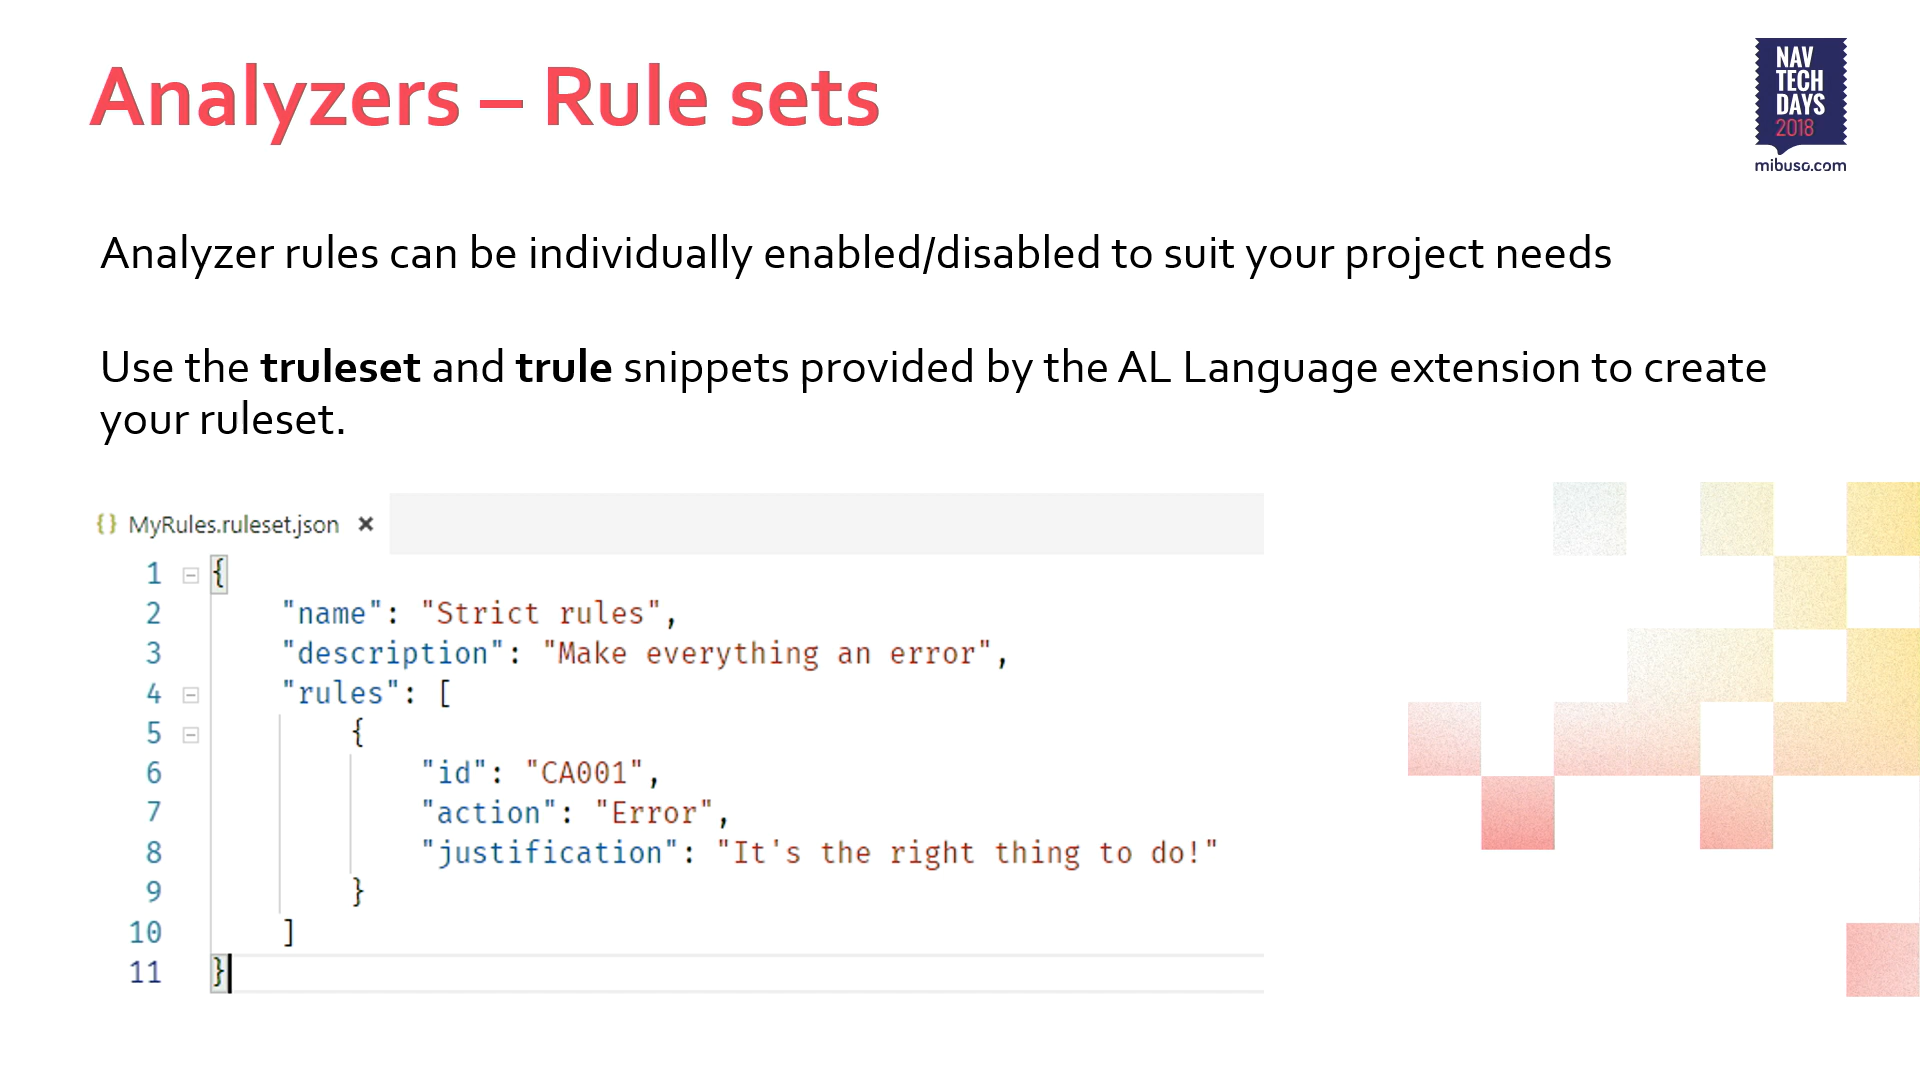 Analyzers – Rule sets
NAV
TECH
DAYS
2018
mibuso.com
Analyzer rules can be individually enabled/disabled to suit your project needs
Use the truleset and trule snippets provided by the AL Language extension to create
your ruleset.
{} MyRules.ruleset.json ×
1 {
2 "name": "Strict rules",
3 "description": "Make everything an error",
4 "rules": [
5 {
6 "id": "CA001",
7 "action": "Error",
8 "justification": "It's the right thing to do!"
9 }
10 ]
11 }